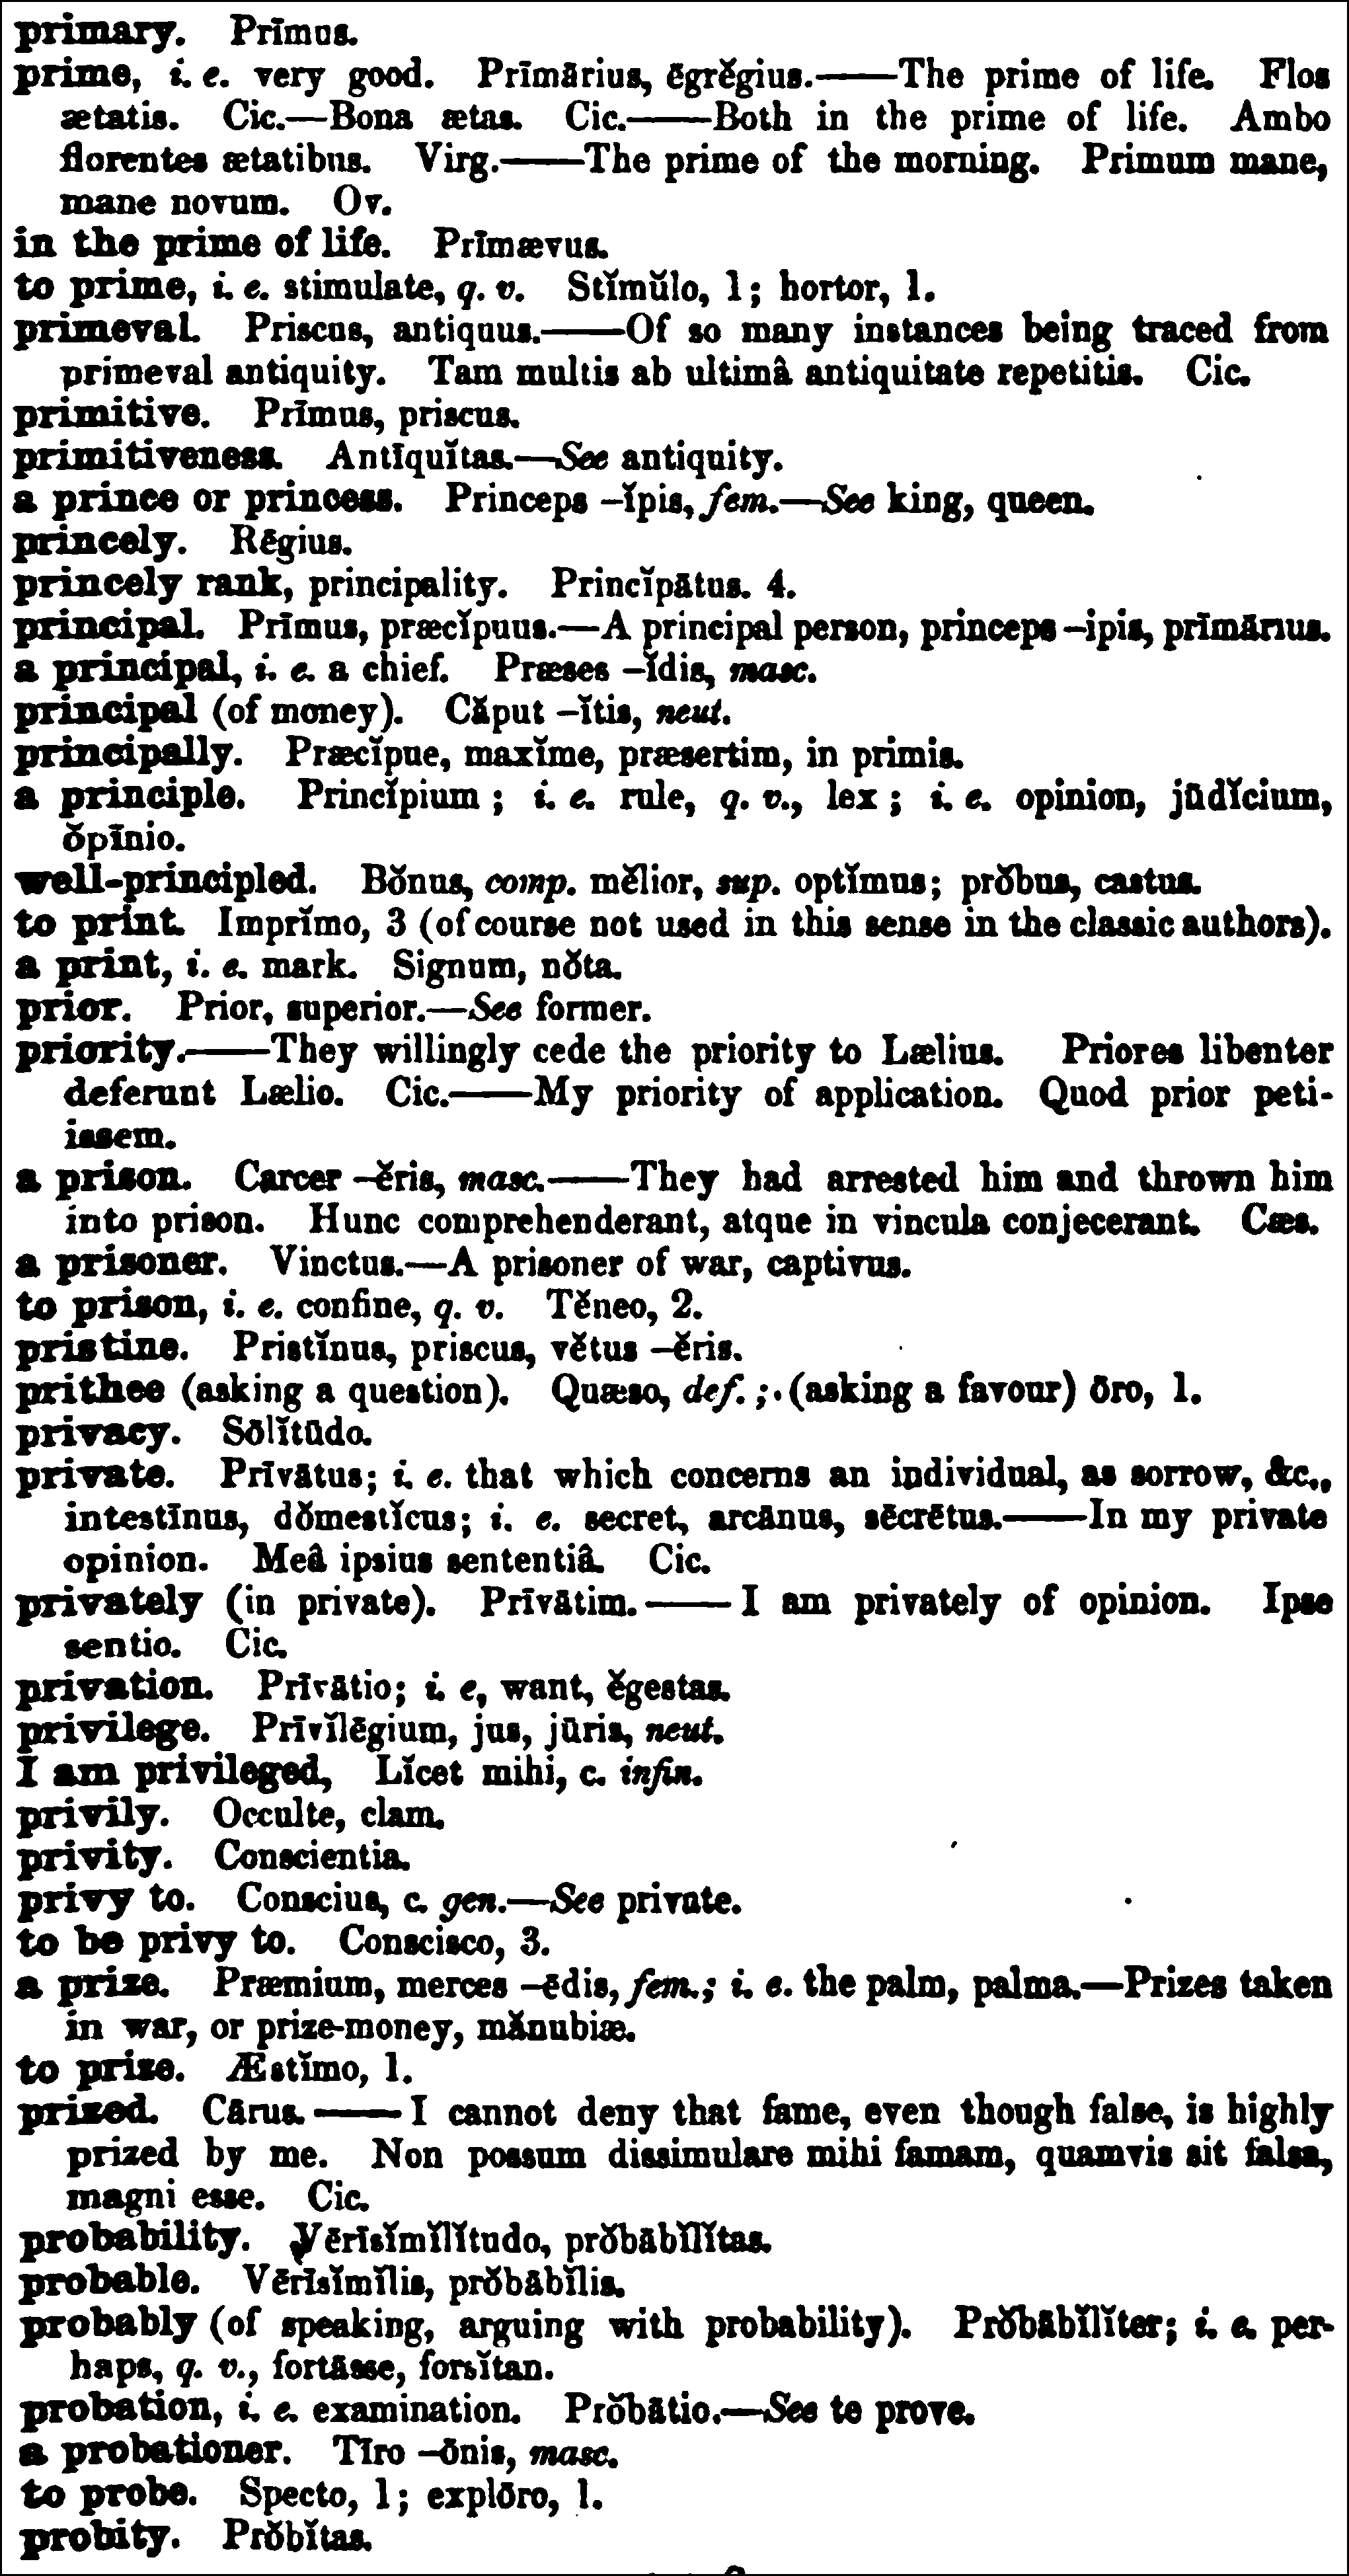 primary. Prīmus.
prime, i. e. very good. Prīmārius, ēgrĕgius.——The prime of life. Flos
ætatis. Cic.—Bona ætas. Cic.——Both in the prime of life. Ambo
florentes ætatibus. Virg.——The prime of the morning. Primum mane,
mane novum. Ov.
in the prime of life. Prīmævus.
to prime, i. e. stimulate, q. v. Stĭmŭlo, 1; hortor, 1.
primeval. Priscus, antiquus.——Of so many instances being traced from
primeval antiquity. Tam multis ab ultimâ antiquitate repetitis. Cic.
primitive. Prīmus, priscus.
primitiveness. Antīquĭtas.—See antiquity.
a prince or princess. Princeps –ĭpis, fem.—See king, queen.
princely. Rēgius.
princely rank, principality. Princĭpātus. 4.
principal. Prīmus, præcĭpuus.—A principal person, princeps –ipis, prīmārius.
a principal, i. e. a chief. Præses –ĭdis, masc.
principal (of money). Căput –ĭtis, neut.
principally. Præcĭpue, maxĭme, præsertim, in primis.
a principle. Princĭpium; i. e. rule, q. v., lex; i. e. opinion, jūdĭcium,
ŏpīnio.
well-principled. Bŏnus, comp. mĕlior, sup. optĭmus; prŏbus, castus.
to print. Imprĭmo, 3 (of course not used in this sense in the classic authors).
a print, i. e. mark. Signum, nŏta.
prior. Prior, superior.—See former.
priority.——They willingly cede the priority to Lælius. Priores libenter
deferunt Lælio. Cic.——My priority of application. Quod prior peti-
issem.
a prison. Carcer –ĕris, masc.——They had arrested him and thrown him
into prison. Hunc comprehenderant, atque in vincula conjecerant. Cæs.
a prisoner. Vinctus.—A prisoner of war, captivus.
to prison, i. e. confine, q. v. Tĕneo, 2.
pristine. Pristĭnus, priscus, vĕtus –ĕris.
prithee (asking a question). Quæso, def.; (asking a favour) ōro, 1.
privacy. Sōlĭtūdo.
private. Prīvātus; i. e. that which concerns an individual, as sorrow, &c.,
intestīnus, dŏmestĭcus; i. e. secret, arcānus, sēcrētus.——In my private
opinion. Meâ ipsius sententiâ. Cic.
privately (in private). Prīvātim.——I am privately of opinion. Ipse
sentio. Cic.
privation. Prīvātio; i. e, want, ĕgestas.
privilege. Prīvĭlēgium, jus, jūris, neut.
I am privileged, Lĭcet mihi, c. infin.
privily. Occulte, clam.
privity. Conscientia.
privy to. Conscius, c. gen.—See private.
to be privy to. Conscisco, 3.
a prize. Præmium, merces –ēdis, fem.; i. e. the palm, palma.—Prizes taken
in war, or prize-money, mănubiæ.
to prize. Æstĭmo, 1.
prized. Cārus.——I cannot deny that fame, even though false, is highly
prized by me. Non possum dissimulare mihi famam, quamvis sit falsa,
magni esse. Cic.
probability. Vērīsĭmĭlĭtudo, prŏbābĭlĭtas.
probable. Vērīsĭmĭlis, prŏbābĭlis.
probably (of speaking, arguing with probability). Prŏbābĭlĭter; i. e. per-
haps, q. v., fortāsse, forsĭtan.
probation, i. e. examination. Prŏbātio.—See to prove.
a probationer. Tīro –ōnis, masc.
to probe. Specto, 1; explōro, 1.
probity. Prŏbĭtas.